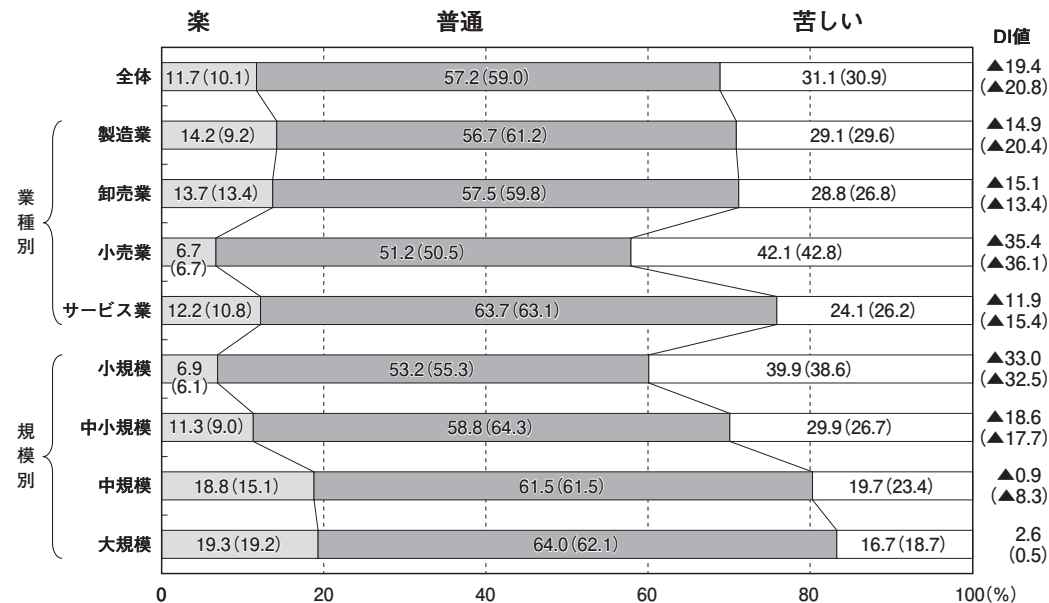 楽 普通 苦しい
DI値
全体 11.7(10.1) 57.2(59.0) 31.1(30.9) ▲19.4
(▲20.8)
業種別
製造業 14.2(9.2) 56.7(61.2) 29.1(29.6) ▲14.9
(▲20.4)
卸売業 13.7(13.4) 57.5(59.8) 28.8(26.8) ▲15.1
(▲13.4)
小売業 6.7 51.2(50.5) 42.1(42.8) ▲35.4
(6.7) (▲36.1)
サービス業 12.2(10.8) 63.7(63.1) 24.1(26.2) ▲11.9
(▲15.4)
規模別
小規模 6.9 53.2(55.3) 39.9(38.6) ▲33.0
(6.1) (▲32.5)
中小規模 11.3(9.0) 58.8(64.3) 29.9(26.7) ▲18.6
(▲17.7)
中規模 18.8(15.1) 61.5(61.5) 19.7(23.4) ▲0.9
(▲8.3)
大規模 19.3(19.2) 64.0(62.1) 16.7(18.7) 2.6
(0.5)
0 20 40 60 80 100(%)